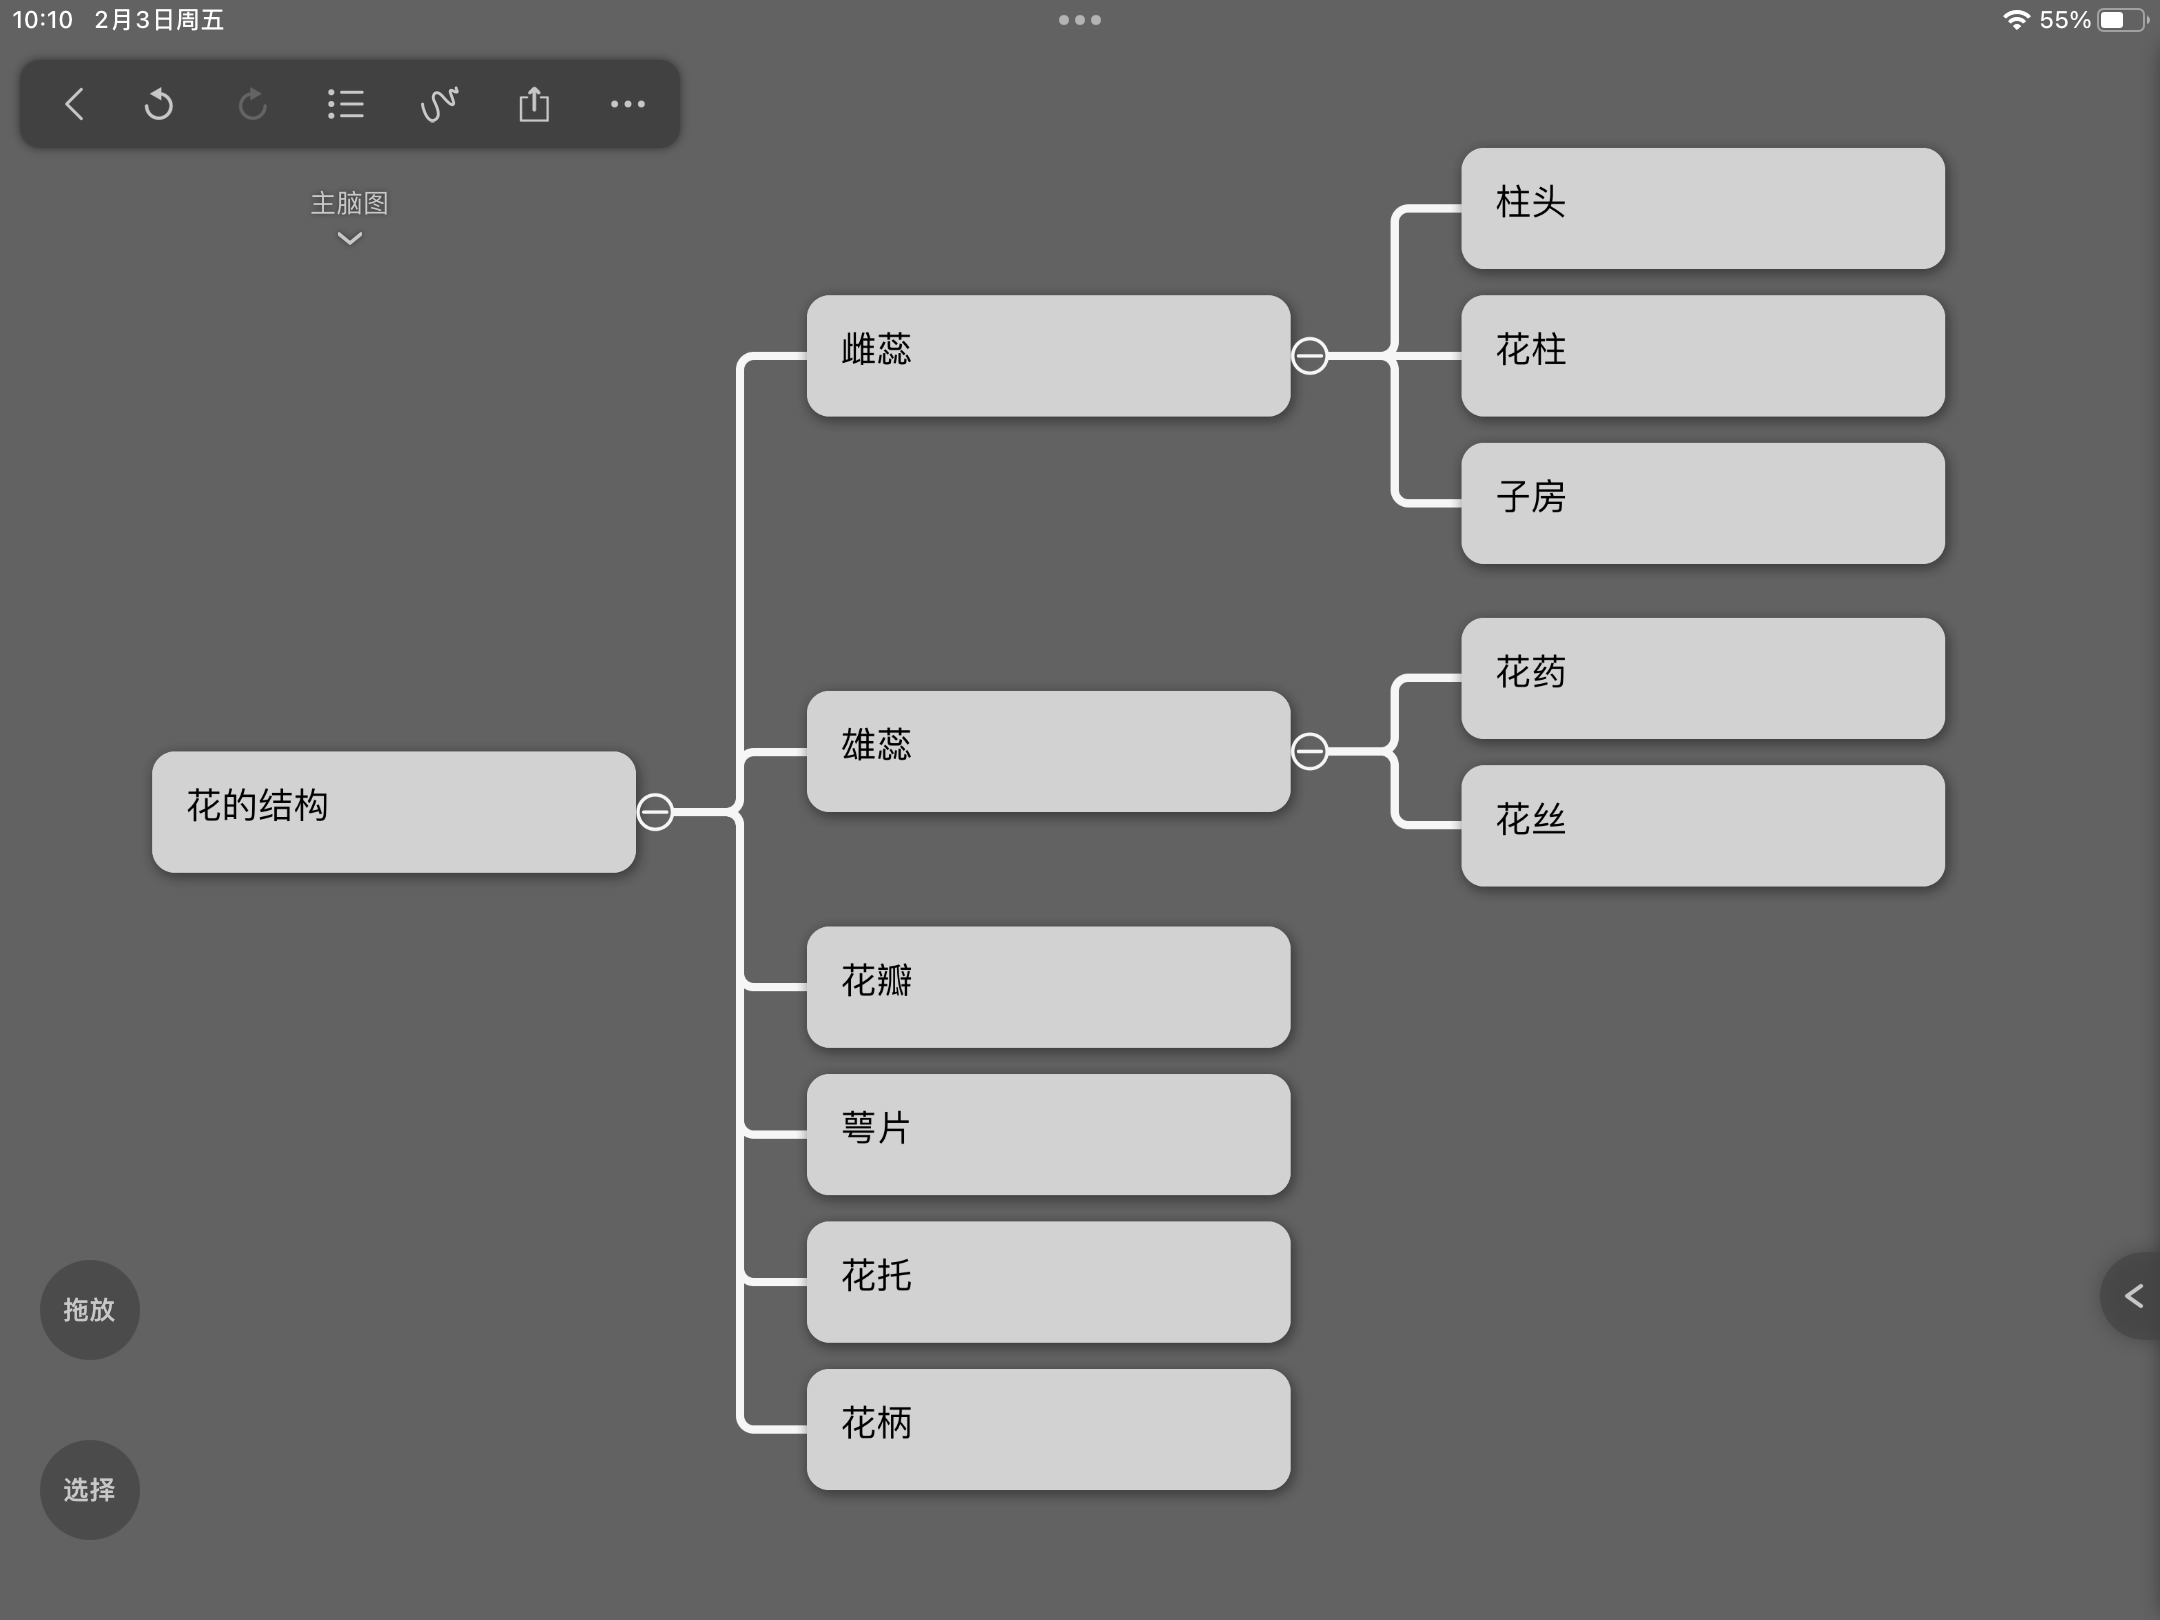 10:10 2月3日周五
55%
主脑图
花的结构
雌蕊
柱头
花柱
子房
雄蕊
花药
花丝
花瓣
萼片
花托
花柄
拖放
选择